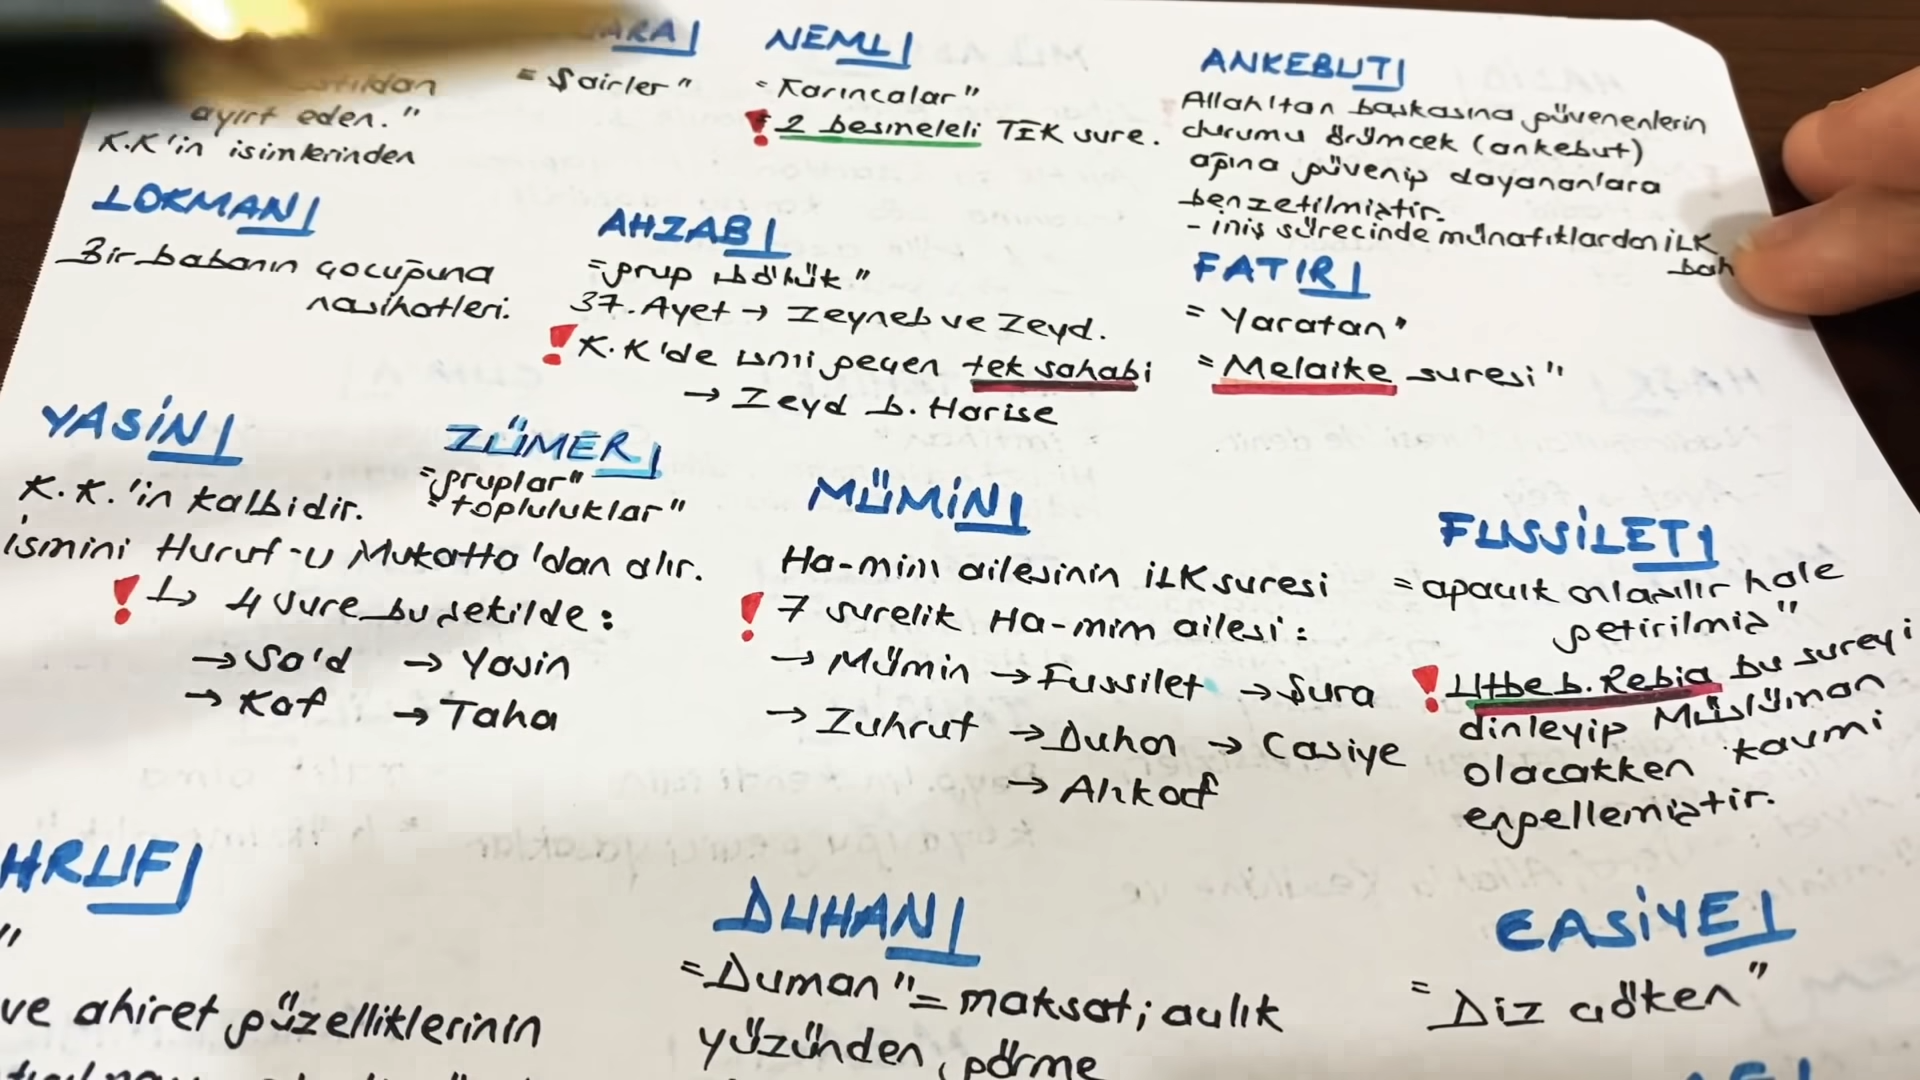 NEML
"Karıncalar"
! 2 besmeleli TEK sure.
"Şairler"
ayırt eden."
K.K'in isimlerinden
ANKEBUT
Allah'tan başkasına güvenenlerin
durumu örümcek (ankebut)
ağına güvenip dayananlara
benzetilmiştir.
- iniş sürecinde münafıklardan İLK
bah
LOKMAN
Bir babanın çocuğuna
nasihatleri.
AHZAB
"grup, bölük"
37. Ayet → Zeyneb ve Zeyd.
! K.K'de ismi geçen tek sahabi
→ Zeyd b. Harise
FATIR
"Yaratan"
"Melaike suresi"
YASİN
K.K.'in kalbidir.
ismini Huruf-u Mukatta'dan alır.
! ↳ 4 sure bu şekilde:
→ Sa'd → Yasin
→ Kaf → Taha
ZÜMER
"gruplar"
"topluluklar"
MÜMİN
Ha-mim ailesinin İLK suresi
! 7 surelik Ha-mim ailesi:
→ Mümin → Fussilet → Şura
→ Zuhruf → Duhan → Casiye
→ Ahkaf
FUSSİLET
"apaçık anlaşılır hale
getirilmiş"
! Utbe b. Rebia bu sureyi
dinleyip Müslüman
olacakken kavmi
engellemiştir.
HRUF
"
ve ahiret güzelliklerinin
DUHAN
"Duman" = maksat; açlık
yüzünden görme
CASİYE
"Diz çöken"